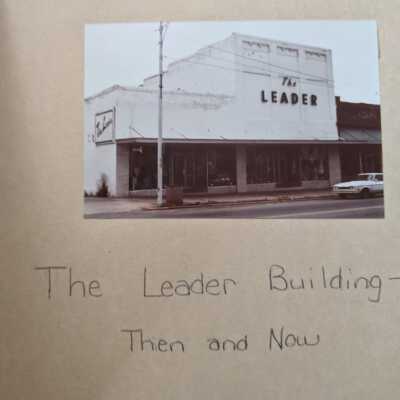 The
LEADER
The Leader Building -
Then and Now